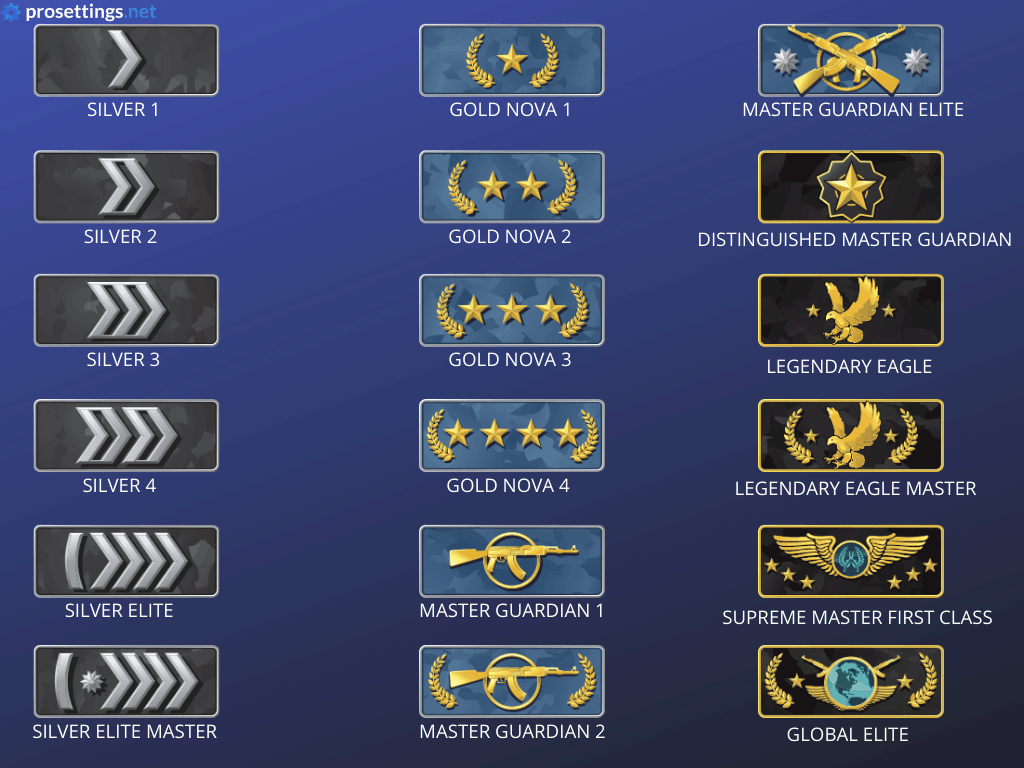 prosettings.net
SILVER 1
SILVER 2
SILVER 3
SILVER 4
SILVER ELITE
SILVER ELITE MASTER
GOLD NOVA 1
GOLD NOVA 2
GOLD NOVA 3
GOLD NOVA 4
MASTER GUARDIAN 1
MASTER GUARDIAN 2
MASTER GUARDIAN ELITE
DISTINGUISHED MASTER GUARDIAN
LEGENDARY EAGLE
LEGENDARY EAGLE MASTER
SUPREME MASTER FIRST CLASS
GLOBAL ELITE